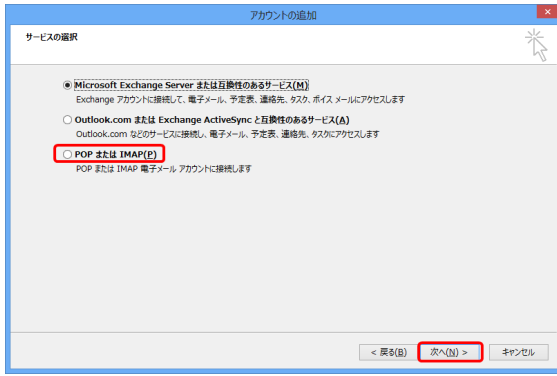 アカウントの追加
サービスの選択
Microsoft Exchange Server または互換性のあるサービス(M)
Exchange アカウントに接続して、電子メール、予定表、連絡先、タスク、ボイス メールにアクセスします
Outlook.com または Exchange ActiveSync と互換性のあるサービス(A)
Outlook.com などのサービスに接続し、電子メール、予定表、連絡先、タスクにアクセスします
POP または IMAP(P)
POP または IMAP 電子メール アカウントに接続します
< 戻る(B) 次へ(N) > キャンセル